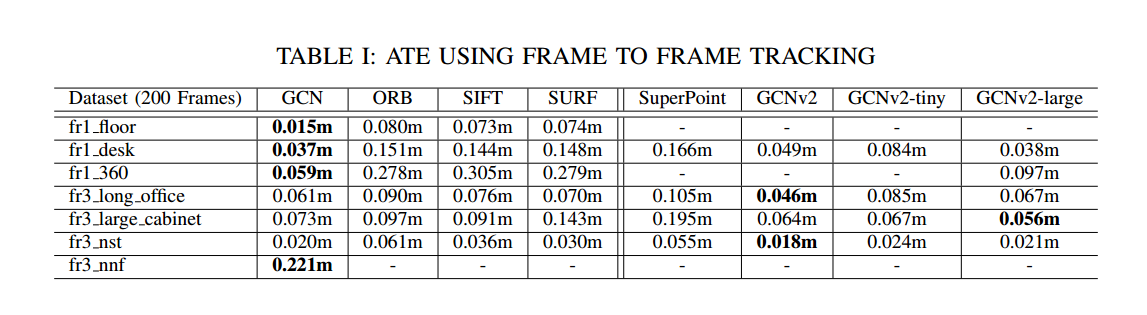 TABLE I: ATE USING FRAME TO FRAME TRACKING
Dataset (200 Frames) GCN ORB SIFT SURF SuperPoint GCNv2 GCNv2-tiny GCNv2-large
fr1_floor 0.015m 0.080m 0.073m 0.074m - - - -
fr1_desk 0.037m 0.151m 0.144m 0.148m 0.166m 0.049m 0.084m 0.038m
fr1_360 0.059m 0.278m 0.305m 0.279m - - - 0.097m
fr3_long_office 0.061m 0.090m 0.076m 0.070m 0.105m 0.046m 0.085m 0.067m
fr3_large_cabinet 0.073m 0.097m 0.091m 0.143m 0.195m 0.064m 0.067m 0.056m
fr3_nst 0.020m 0.061m 0.036m 0.030m 0.055m 0.018m 0.024m 0.021m
fr3_nnf 0.221m - - - - - - -